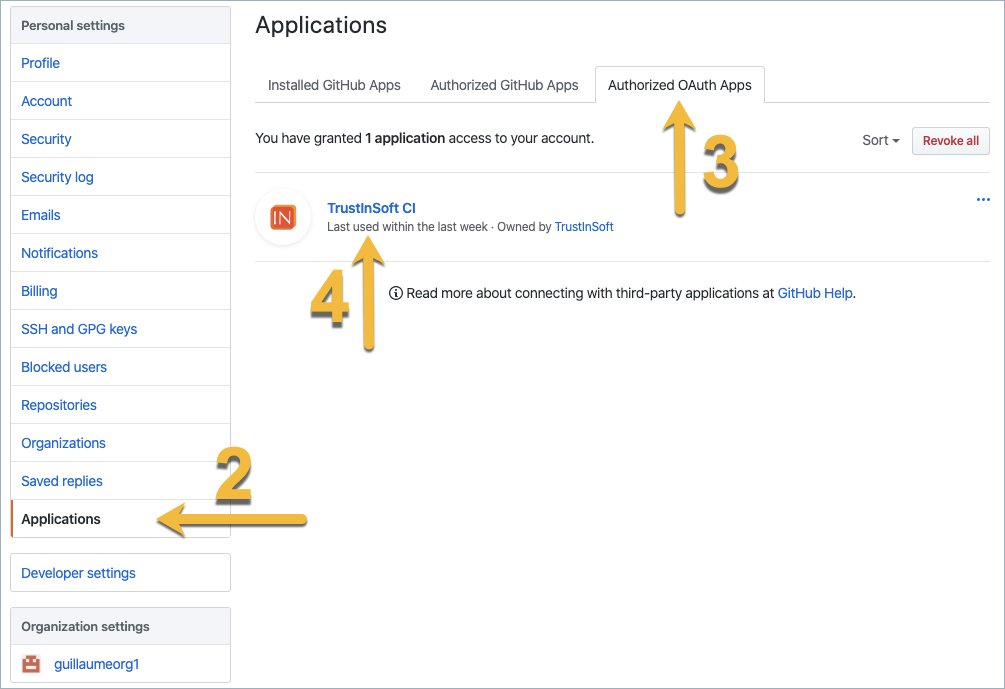 Personal settings
Profile
Account
Security
Security log
Emails
Notifications
Billing
SSH and GPG keys
Blocked users
Repositories
Organizations
Saved replies
Applications
2
Developer settings
Organization settings
guillaumeorg1
Applications
Installed GitHub Apps
Authorized GitHub Apps
Authorized OAuth Apps
You have granted 1 application access to your account.
Sort
Revoke all
3
IN
TrustInSoft CI
Last used within the last week · Owned by TrustInSoft
4
Read more about connecting with third-party applications at GitHub Help.